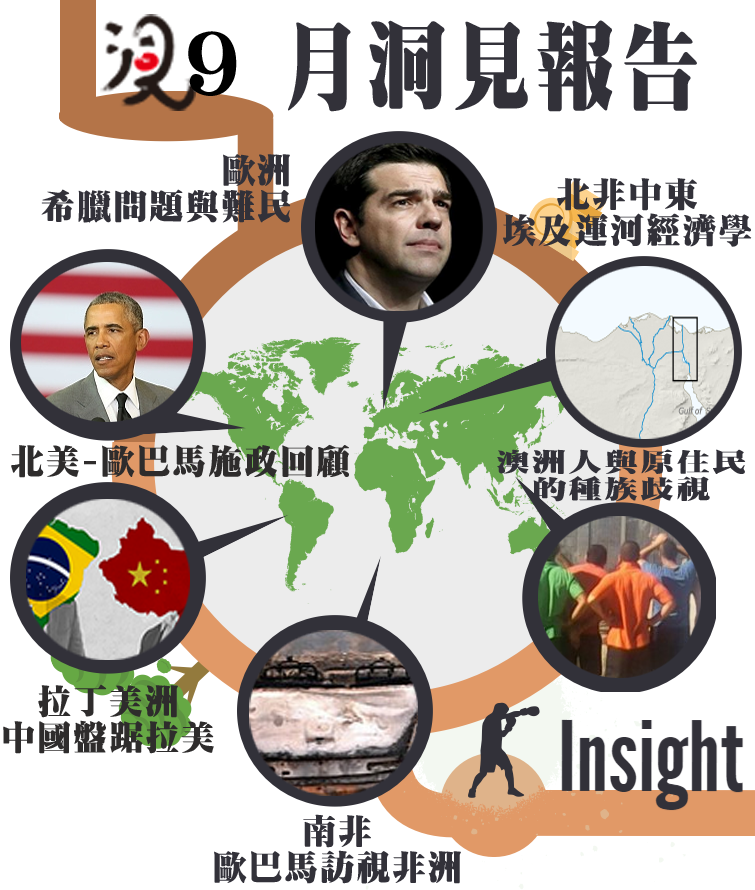 浸9 月洞見報告
歐洲
希臘問題與難民
北非中東
埃及運河經濟學
Gulf of S
北美-歐巴馬施政回顧
澳洲人與原住民
的種族歧視
拉丁美洲
中國盤踞拉美
Insight
南非
歐巴馬訪視非洲